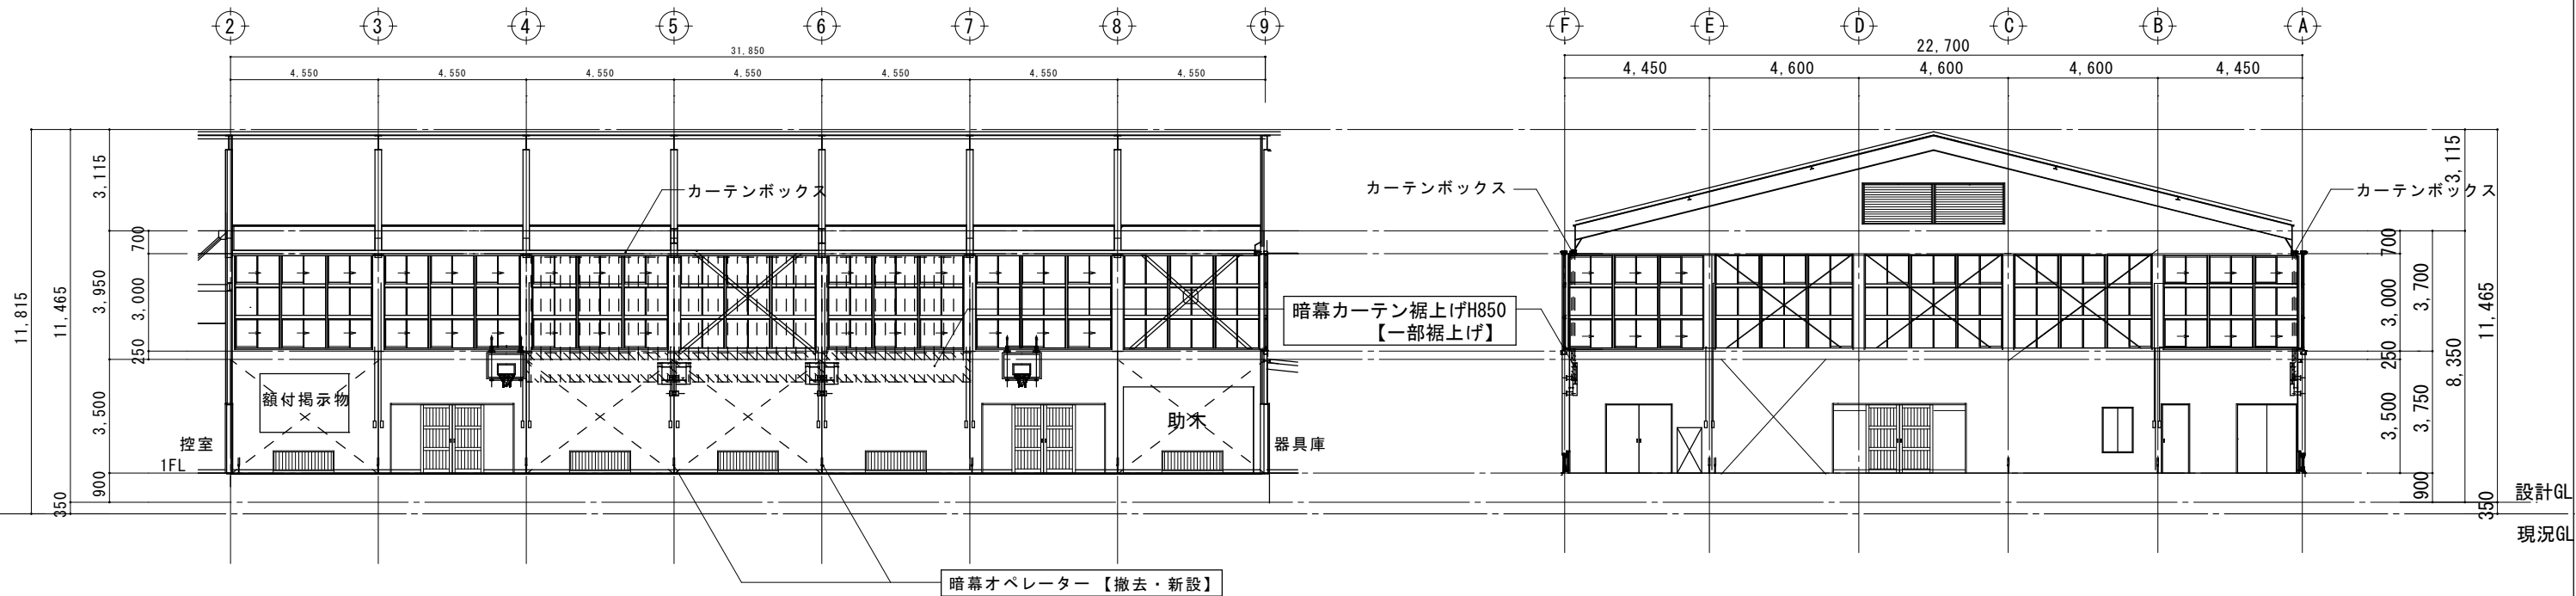 2 3 4 5 6 7 8 9
F E D C B A
31,850
4,550 4,550 4,550 4,550 4,550 4,550 4,550
22,700
4,450 4,600 4,600 4,600 4,450
11,815
11,465
350
3,115
3,950
3,500
900
700
3,000
250
カーテンボックス
額付掲示物
控室
1FL
助木
器具庫
暗幕カーテン裾上げH850
【一部裾上げ】
暗幕オペレーター【撤去・新設】
カーテンボックス
カーテンボックス
700
3,000
250
3,500
3,700
3,750
900
3,115
8,350
11,465
350
設計GL
現況GL